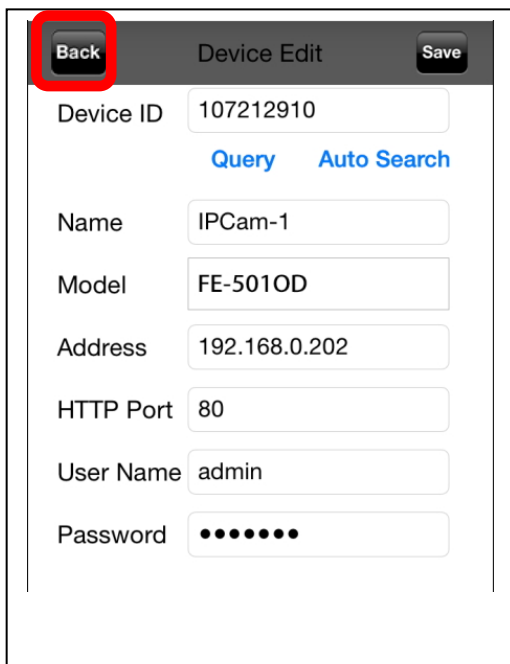 Back Device Edit Save
Device ID 107212910
Query Auto Search
Name IPCam-1
Model FE-501OD
Address 192.168.0.202
HTTP Port 80
User Name admin
Password •••••••